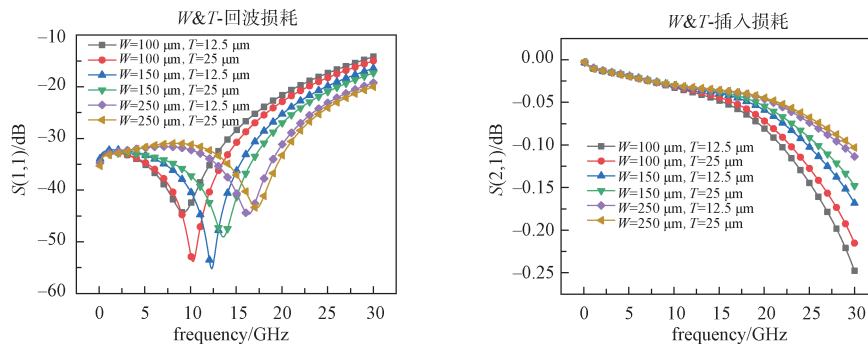 W&T-回波损耗
−10
−20
−30
−40
−50
−60
S(1,1)/dB
W=100 μm, T=12.5 μm
W=100 μm, T=25 μm
W=150 μm, T=12.5 μm
W=150 μm, T=25 μm
W=250 μm, T=12.5 μm
W=250 μm, T=25 μm
0 5 10 15 20 25 30
frequency/GHz
W&T-插入损耗
0.00
−0.05
−0.10
−0.15
−0.20
−0.25
S(2,1)/dB
W=100 μm, T=12.5 μm
W=100 μm, T=25 μm
W=150 μm, T=12.5 μm
W=150 μm, T=25 μm
W=250 μm, T=12.5 μm
W=250 μm, T=25 μm
0 5 10 15 20 25 30
frequency/GHz